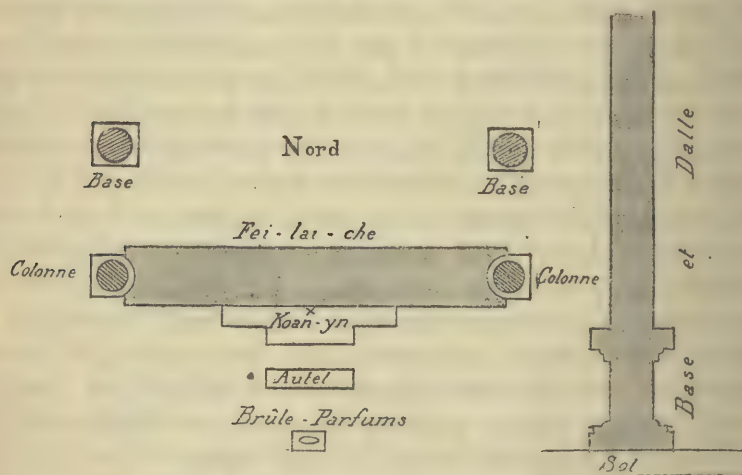 Nord
Base
Base
Fei-lai-che
Colonne
Colonne
Koan-yn
Autel
Brûle-Parfums
Dalle
et
Base
Sol